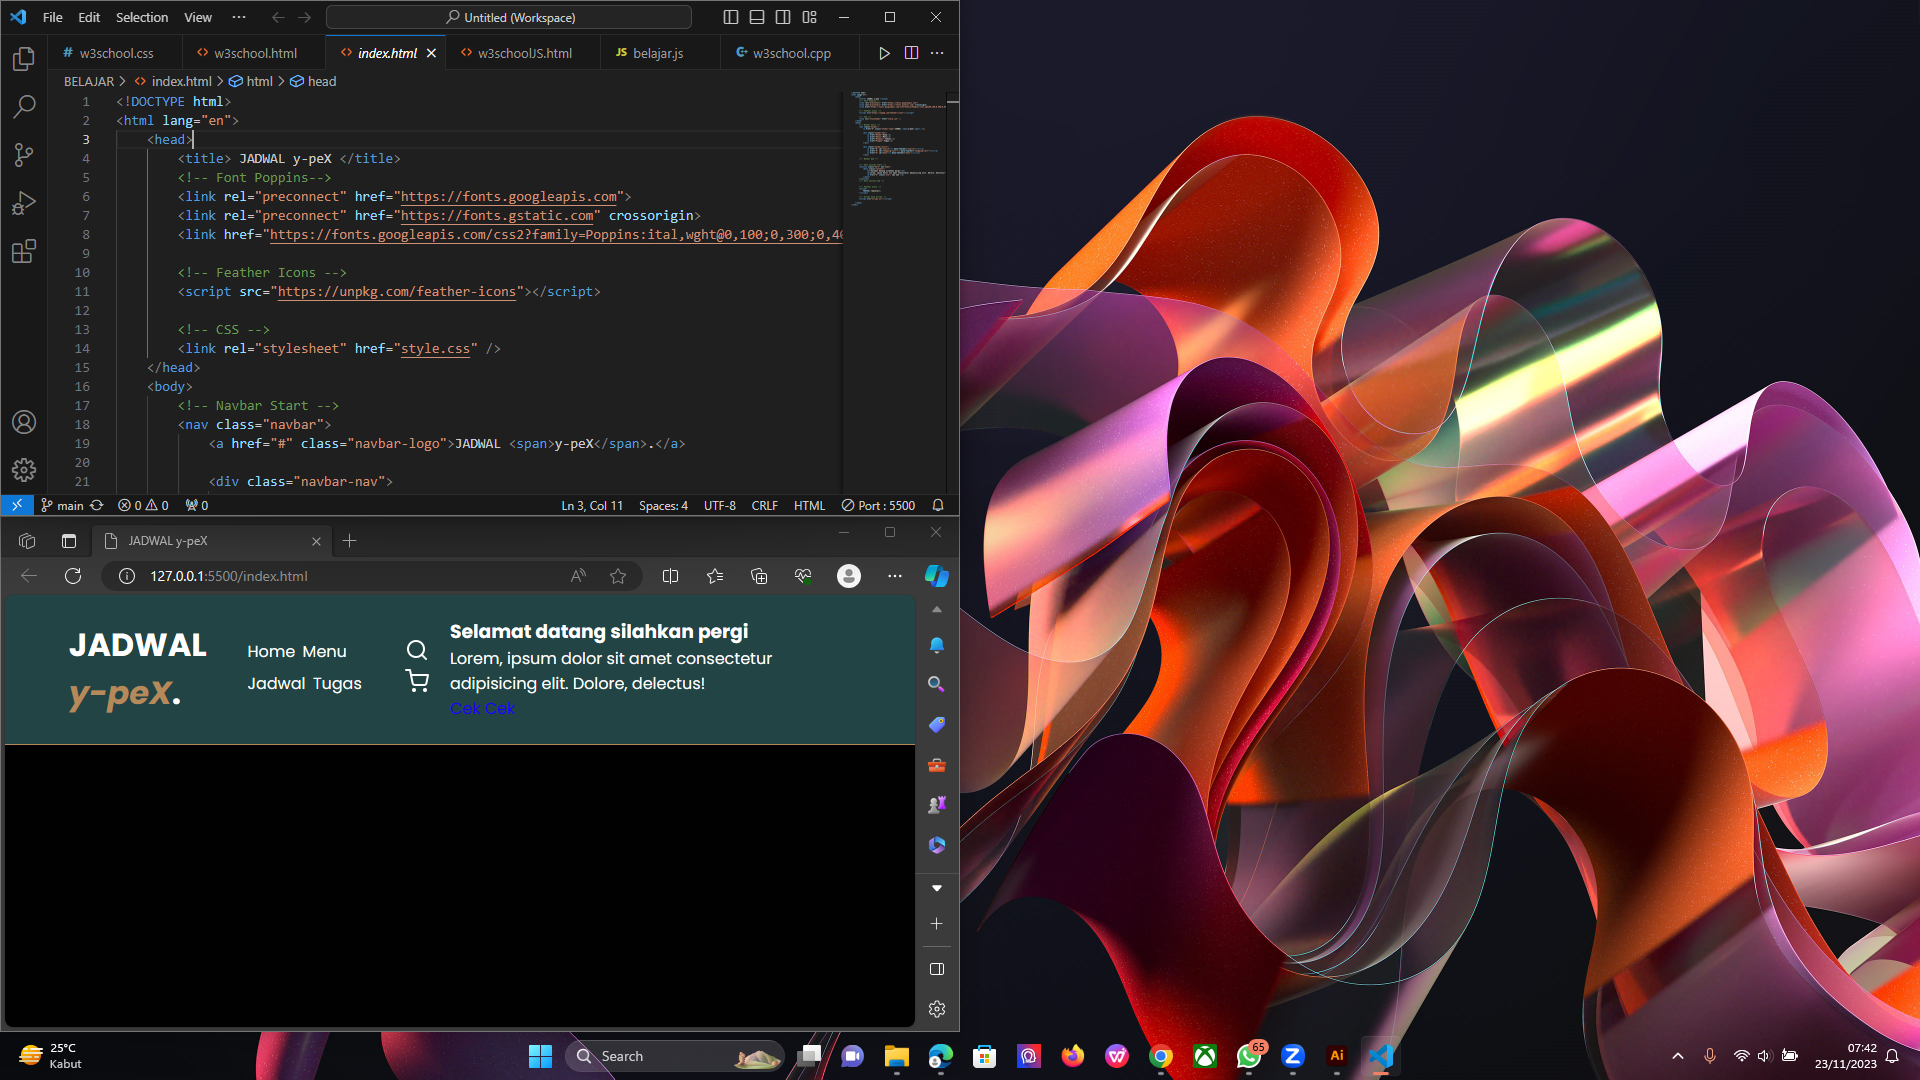 File Edit Selection View ··· Untitled (Workspace)
w3school.css w3school.html index.html w3schoolJS.html JS belajar.js w3school.cpp
BELAJAR > index.html > html > head
1 <!DOCTYPE html>
2 <html lang="en">
3 <head>
4 <title> JADWAL y-peX </title>
5 <!-- Font Poppins-->
6 <link rel="preconnect" href="https://fonts.googleapis.com">
7 <link rel="preconnect" href="https://fonts.gstatic.com" crossorigin>
8 <link href="https://fonts.googleapis.com/css2?family=Poppins:ital,wght@0,100;0,300;0,40
9
10 <!-- Feather Icons -->
11 <script src="https://unpkg.com/feather-icons"></script>
12
13 <!-- CSS -->
14 <link rel="stylesheet" href="style.css" />
15 </head>
16 <body>
17 <!-- Navbar Start -->
18 <nav class="navbar">
19 <a href="#" class="navbar-logo">JADWAL <span>y-peX</span>.</a>
20
21 <div class="navbar-nav">
main 0 0 0 Ln 3, Col 11 Spaces: 4 UTF-8 CRLF HTML Port : 5500
JADWAL y-peX
127.0.0.1:5500/index.html
JADWAL
y-peX.
Home Menu
Jadwal Tugas
Selamat datang silahkan pergi
Lorem, ipsum dolor sit amet consectetur
adipisicing elit. Dolore, delectus!
Cek Cek
25°C
Kabut
Search
65
Ai
07:42
23/11/2023